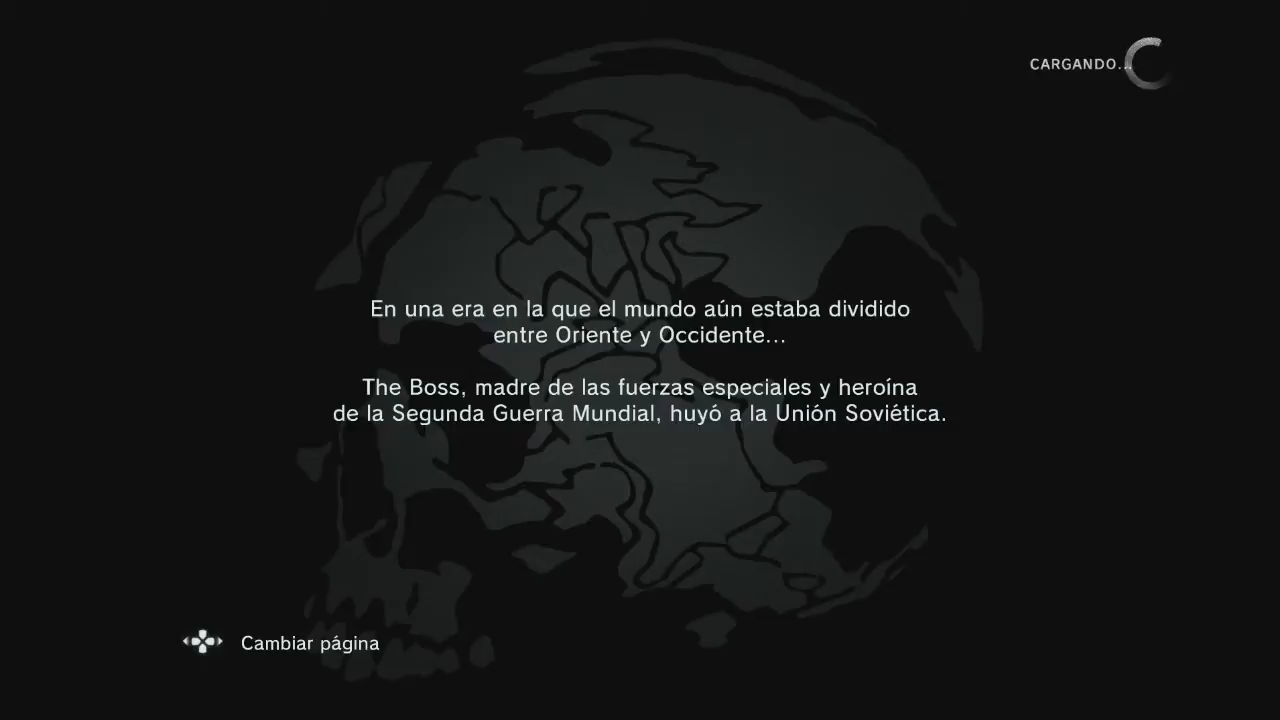 CARGANDO...
En una era en la que el mundo aún estaba dividido
entre Oriente y Occidente...
The Boss, madre de las fuerzas especiales y heroína
de la Segunda Guerra Mundial, huyó a la Unión Soviética.
Cambiar página